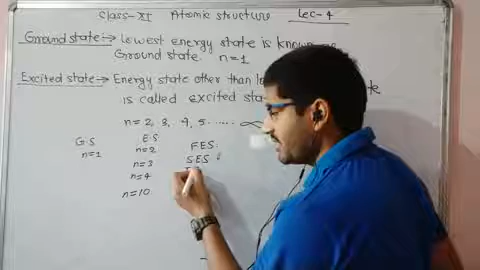 Class-XI Atomic structure Lec-4
Ground state → Lowest energy state is known as
Ground state. n=1
Excited state → Energy state other than
is called excited
n = 2, 3, 4, 5 ...... ∞
G.S E.S
n=1 n=2 F.E.S.
n=3 S.E.S
n=4
n=10